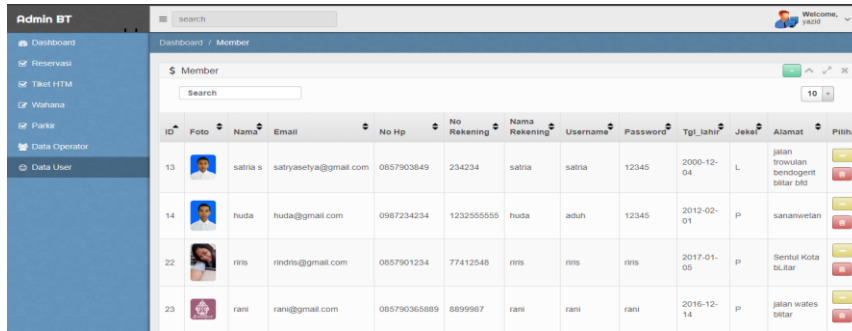 Admin BT
search
Welcome,
yazid
Dashboard
Reservasi
Tiket HTM
Wahana
Parkir
Data Operator
Data User
Dashboard / Member
$ Member
Search
10
ID Foto Nama Email No Hp No Rekening Nama Rekening Username Password Tgl_lahir Jekel Alamat Piliha
13 satria s satryasetya@gmail.com 0857903849 234234 satria satria 12345 2000-12-04 L jalan trowulan bendogerit blitar bfd
14 huda huda@gmail.com 0987234234 1232555555 huda aduh 12345 2012-02-01 P sananwetan
22 riris rindris@gmail.com 0857901234 77412548 riris riris riris 2017-01-05 P Sentul Kota bLitar
23 rani rani@gmail.com 085790365889 8899987 rani rani rani 2016-12-14 P jalan wates blitar